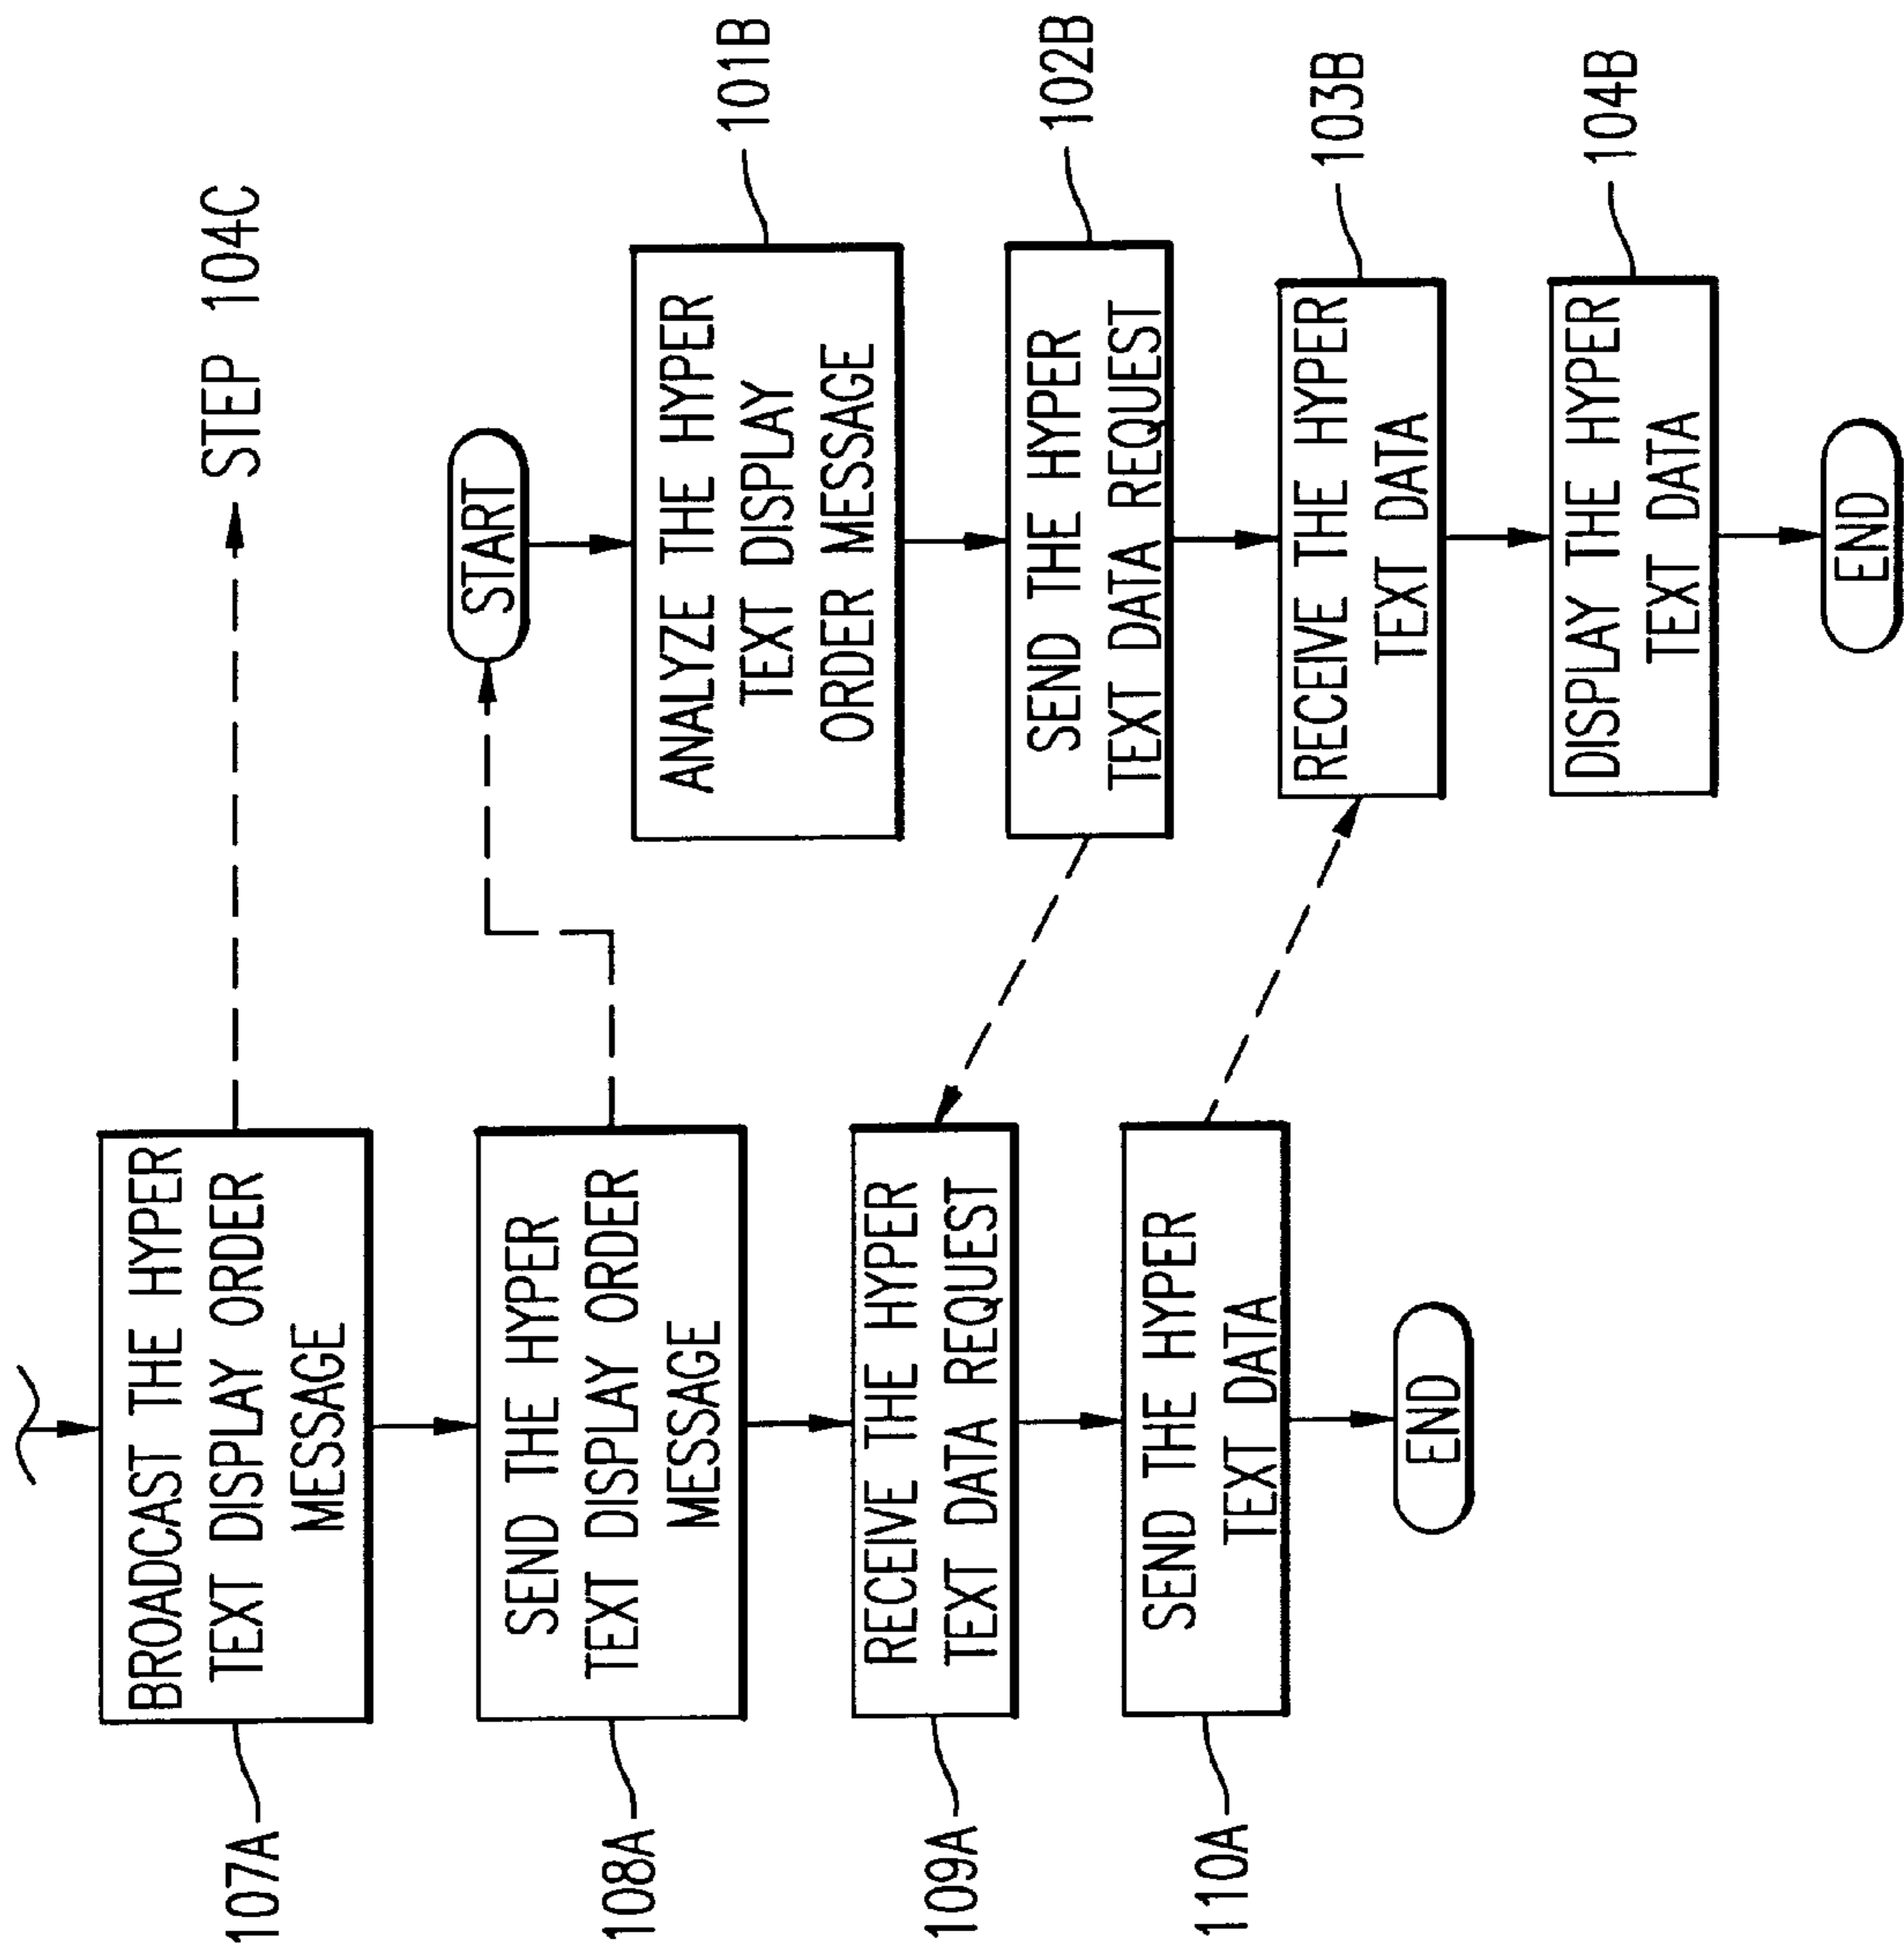 107A
BROADCAST THE HYPER
TEXT DISPLAY ORDER
MESSAGE
STEP 104C
108A
SEND THE HYPER
TEXT DISPLAY ORDER
MESSAGE
109A
RECEIVE THE HYPER
TEXT DATA REQUEST
110A
SEND THE HYPER
TEXT DATA
END
START
ANALYZE THE HYPER
TEXT DISPLAY
ORDER MESSAGE
101B
SEND THE HYPER
TEXT DATA REQUEST
102B
RECEIVE THE HYPER
TEXT DATA
103B
DISPLAY THE HYPER
TEXT DATA
104B
END